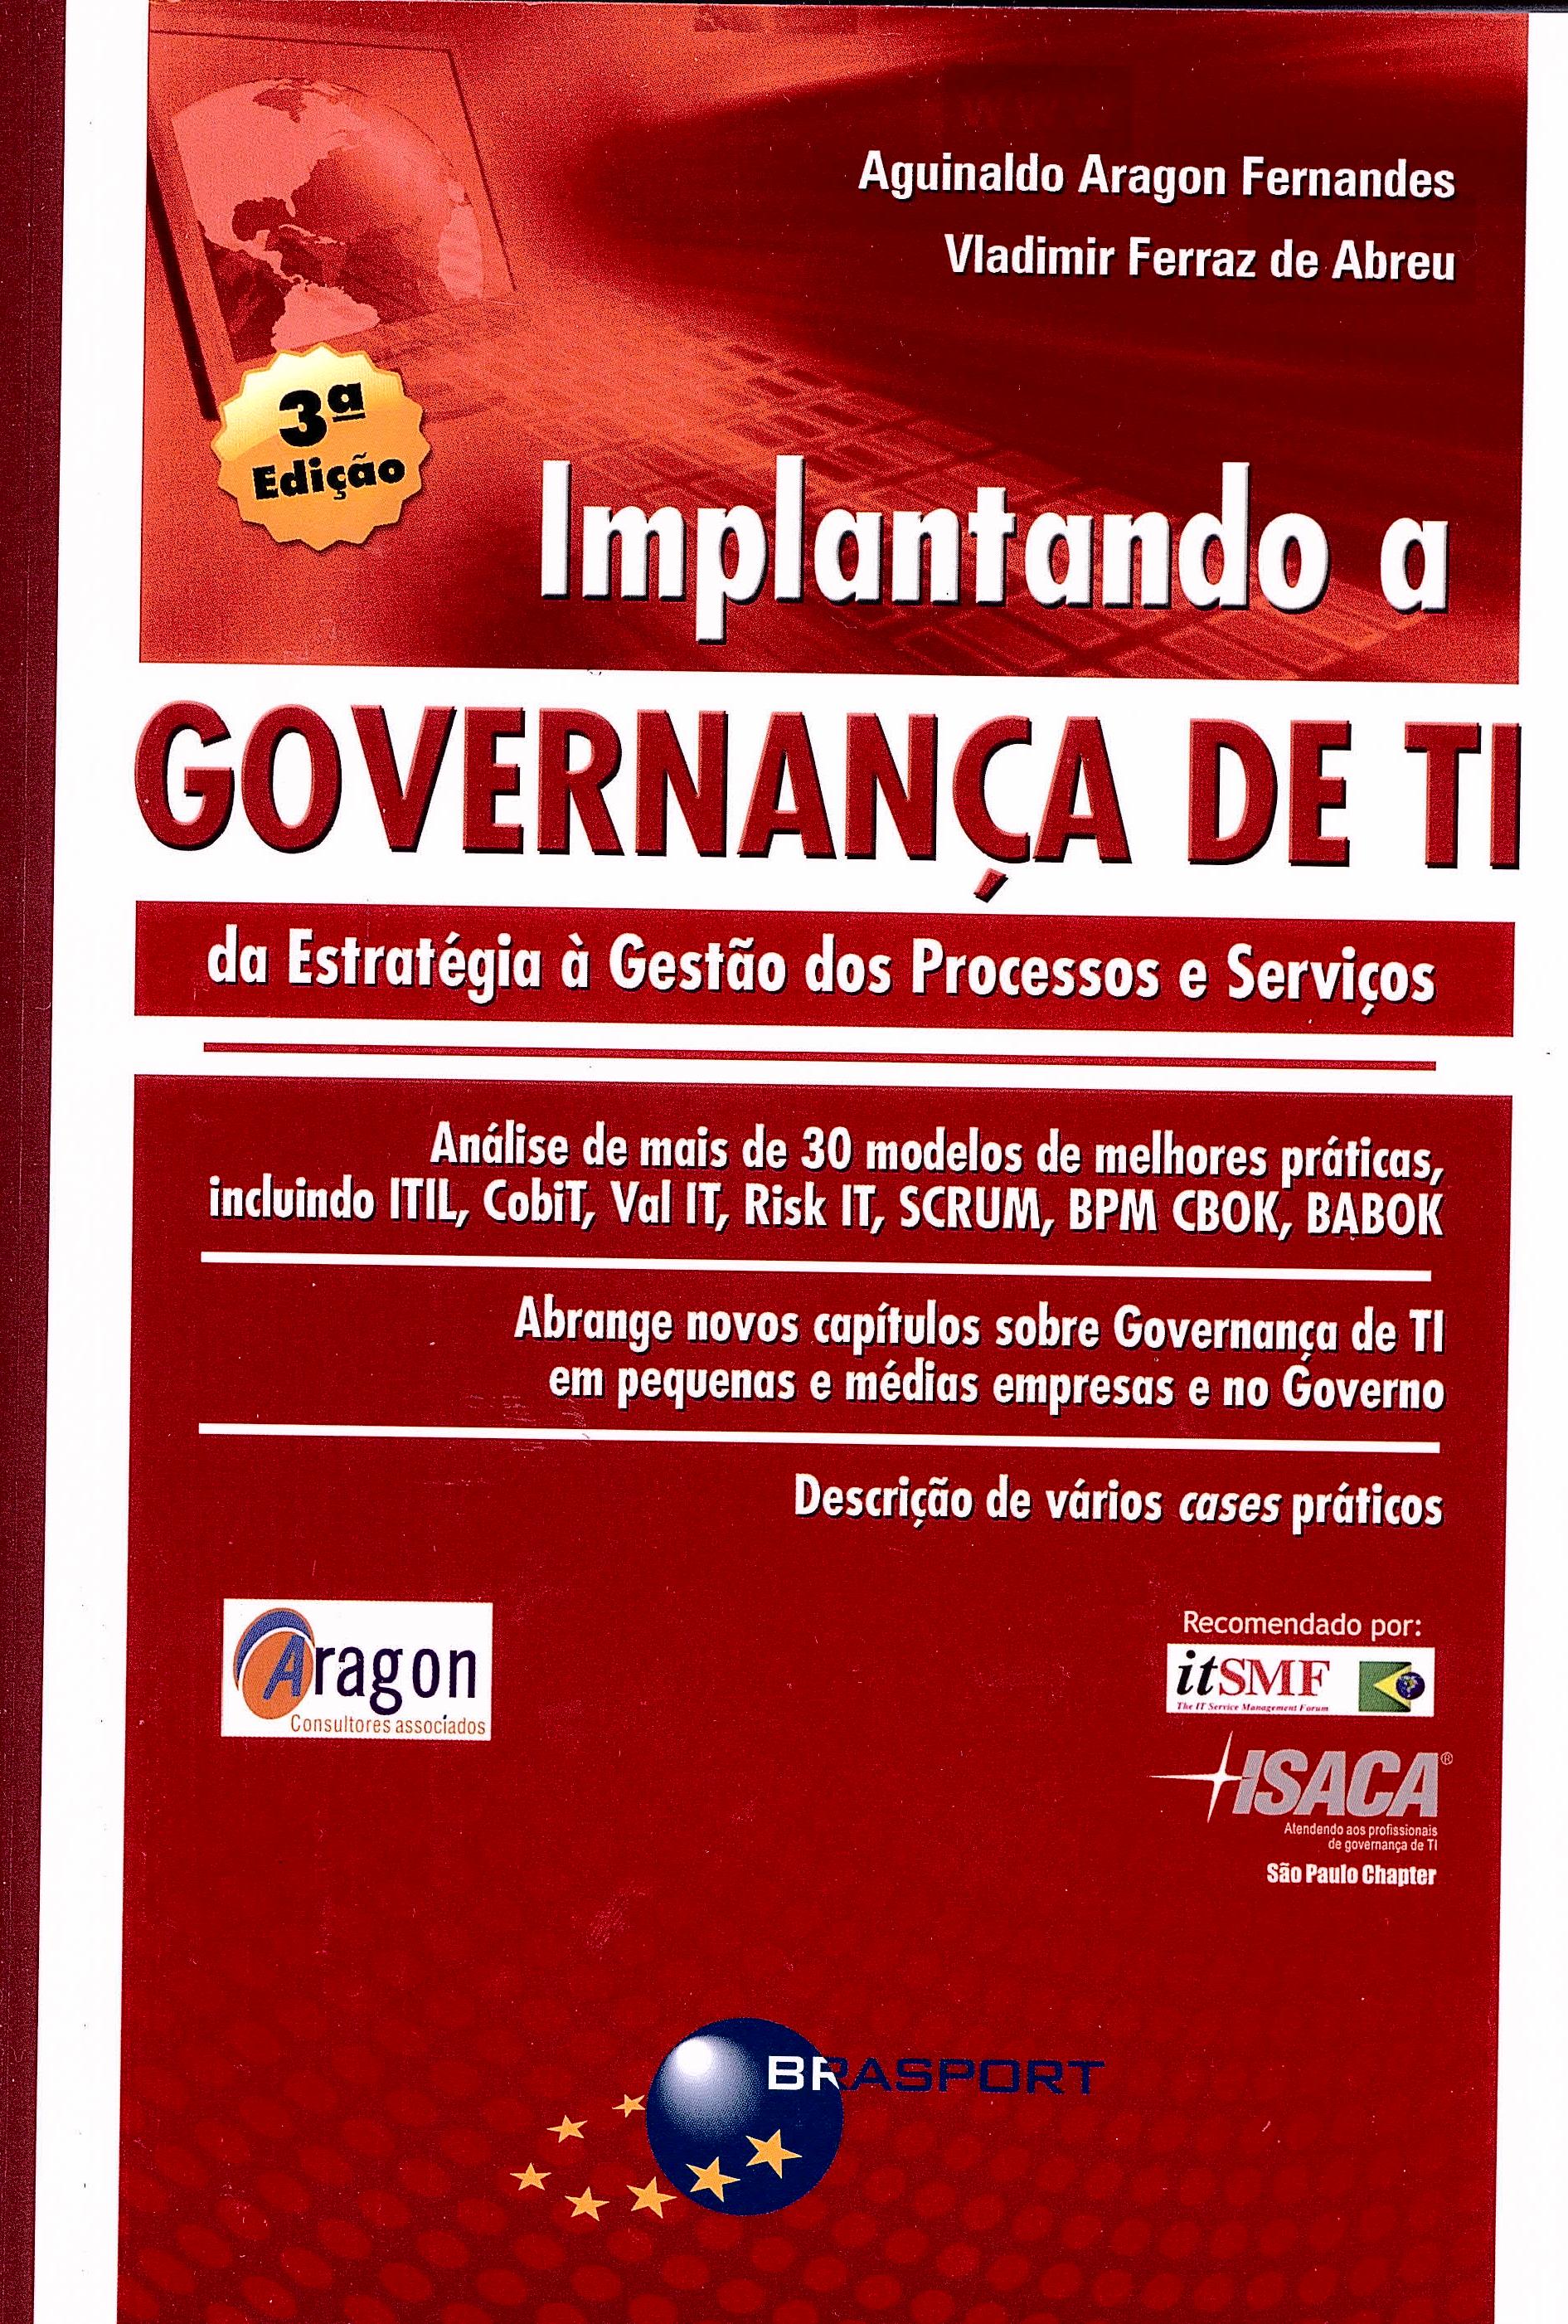 Aguinaldo Aragon Fernandes
Vladimir Ferraz de Abreu
3ª
Edição
Implantando a
GOVERNANÇA DE TI
da Estratégia à Gestão dos Processos e Serviços
Análise de mais de 30 modelos de melhores práticas,
incluindo ITIL, CobiT, Val IT, Risk IT, SCRUM, BPM CBOK, BABOK
Abrange novos capítulos sobre Governança de TI
em pequenas e médias empresas e no Governo
Descrição de vários cases práticos
Aragon
Consultores associados
Recomendado por:
itSMF
The IT Service Management Forum
ISACA®
Atendendo aos profissionais
de governança de TI
São Paulo Chapter
BRASPORT